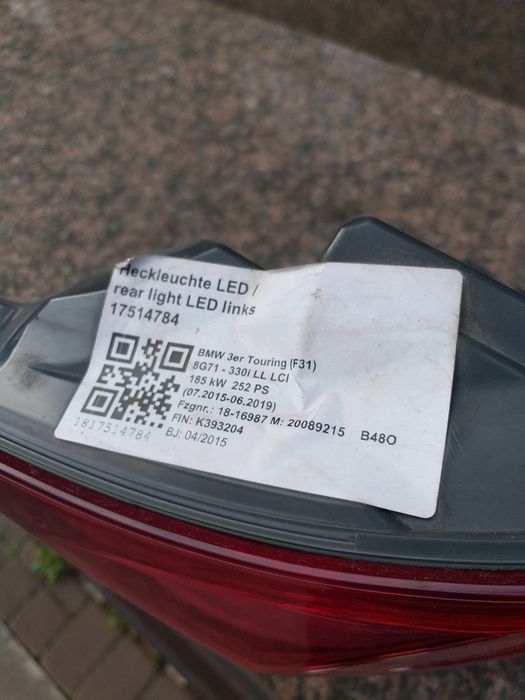 Heckleuchte LED /
rear light LED links
17514784
BMW 3er Touring (F31)
8G71 - 330i LL LCI
185 kW 252 PS
(07.2015-06.2019)
Fzgnr.: 18-16987 M: 20089215 B48O
FIN: K393204
BJ: 04/2015
1817514784